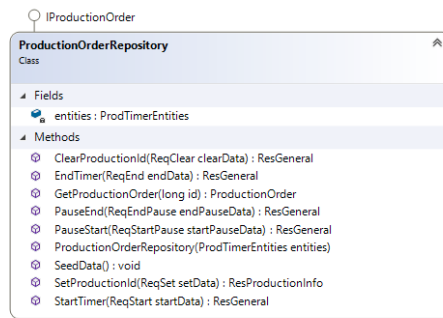 IProductionOrder
ProductionOrderRepository
Class
Fields
entities : ProdTimerEntities
Methods
ClearProductionId(ReqClear clearData) : ResGeneral
EndTimer(ReqEnd endData) : ResGeneral
GetProductionOrder(long id) : ProductionOrder
PauseEnd(ReqEndPause endPauseData) : ResGeneral
PauseStart(ReqStartPause startPauseData) : ResGeneral
ProductionOrderRepository(ProdTimerEntities entities)
SeedData() : void
SetProductionId(ReqSet setData) : ResProductionInfo
StartTimer(ReqStart startData) : ResGeneral